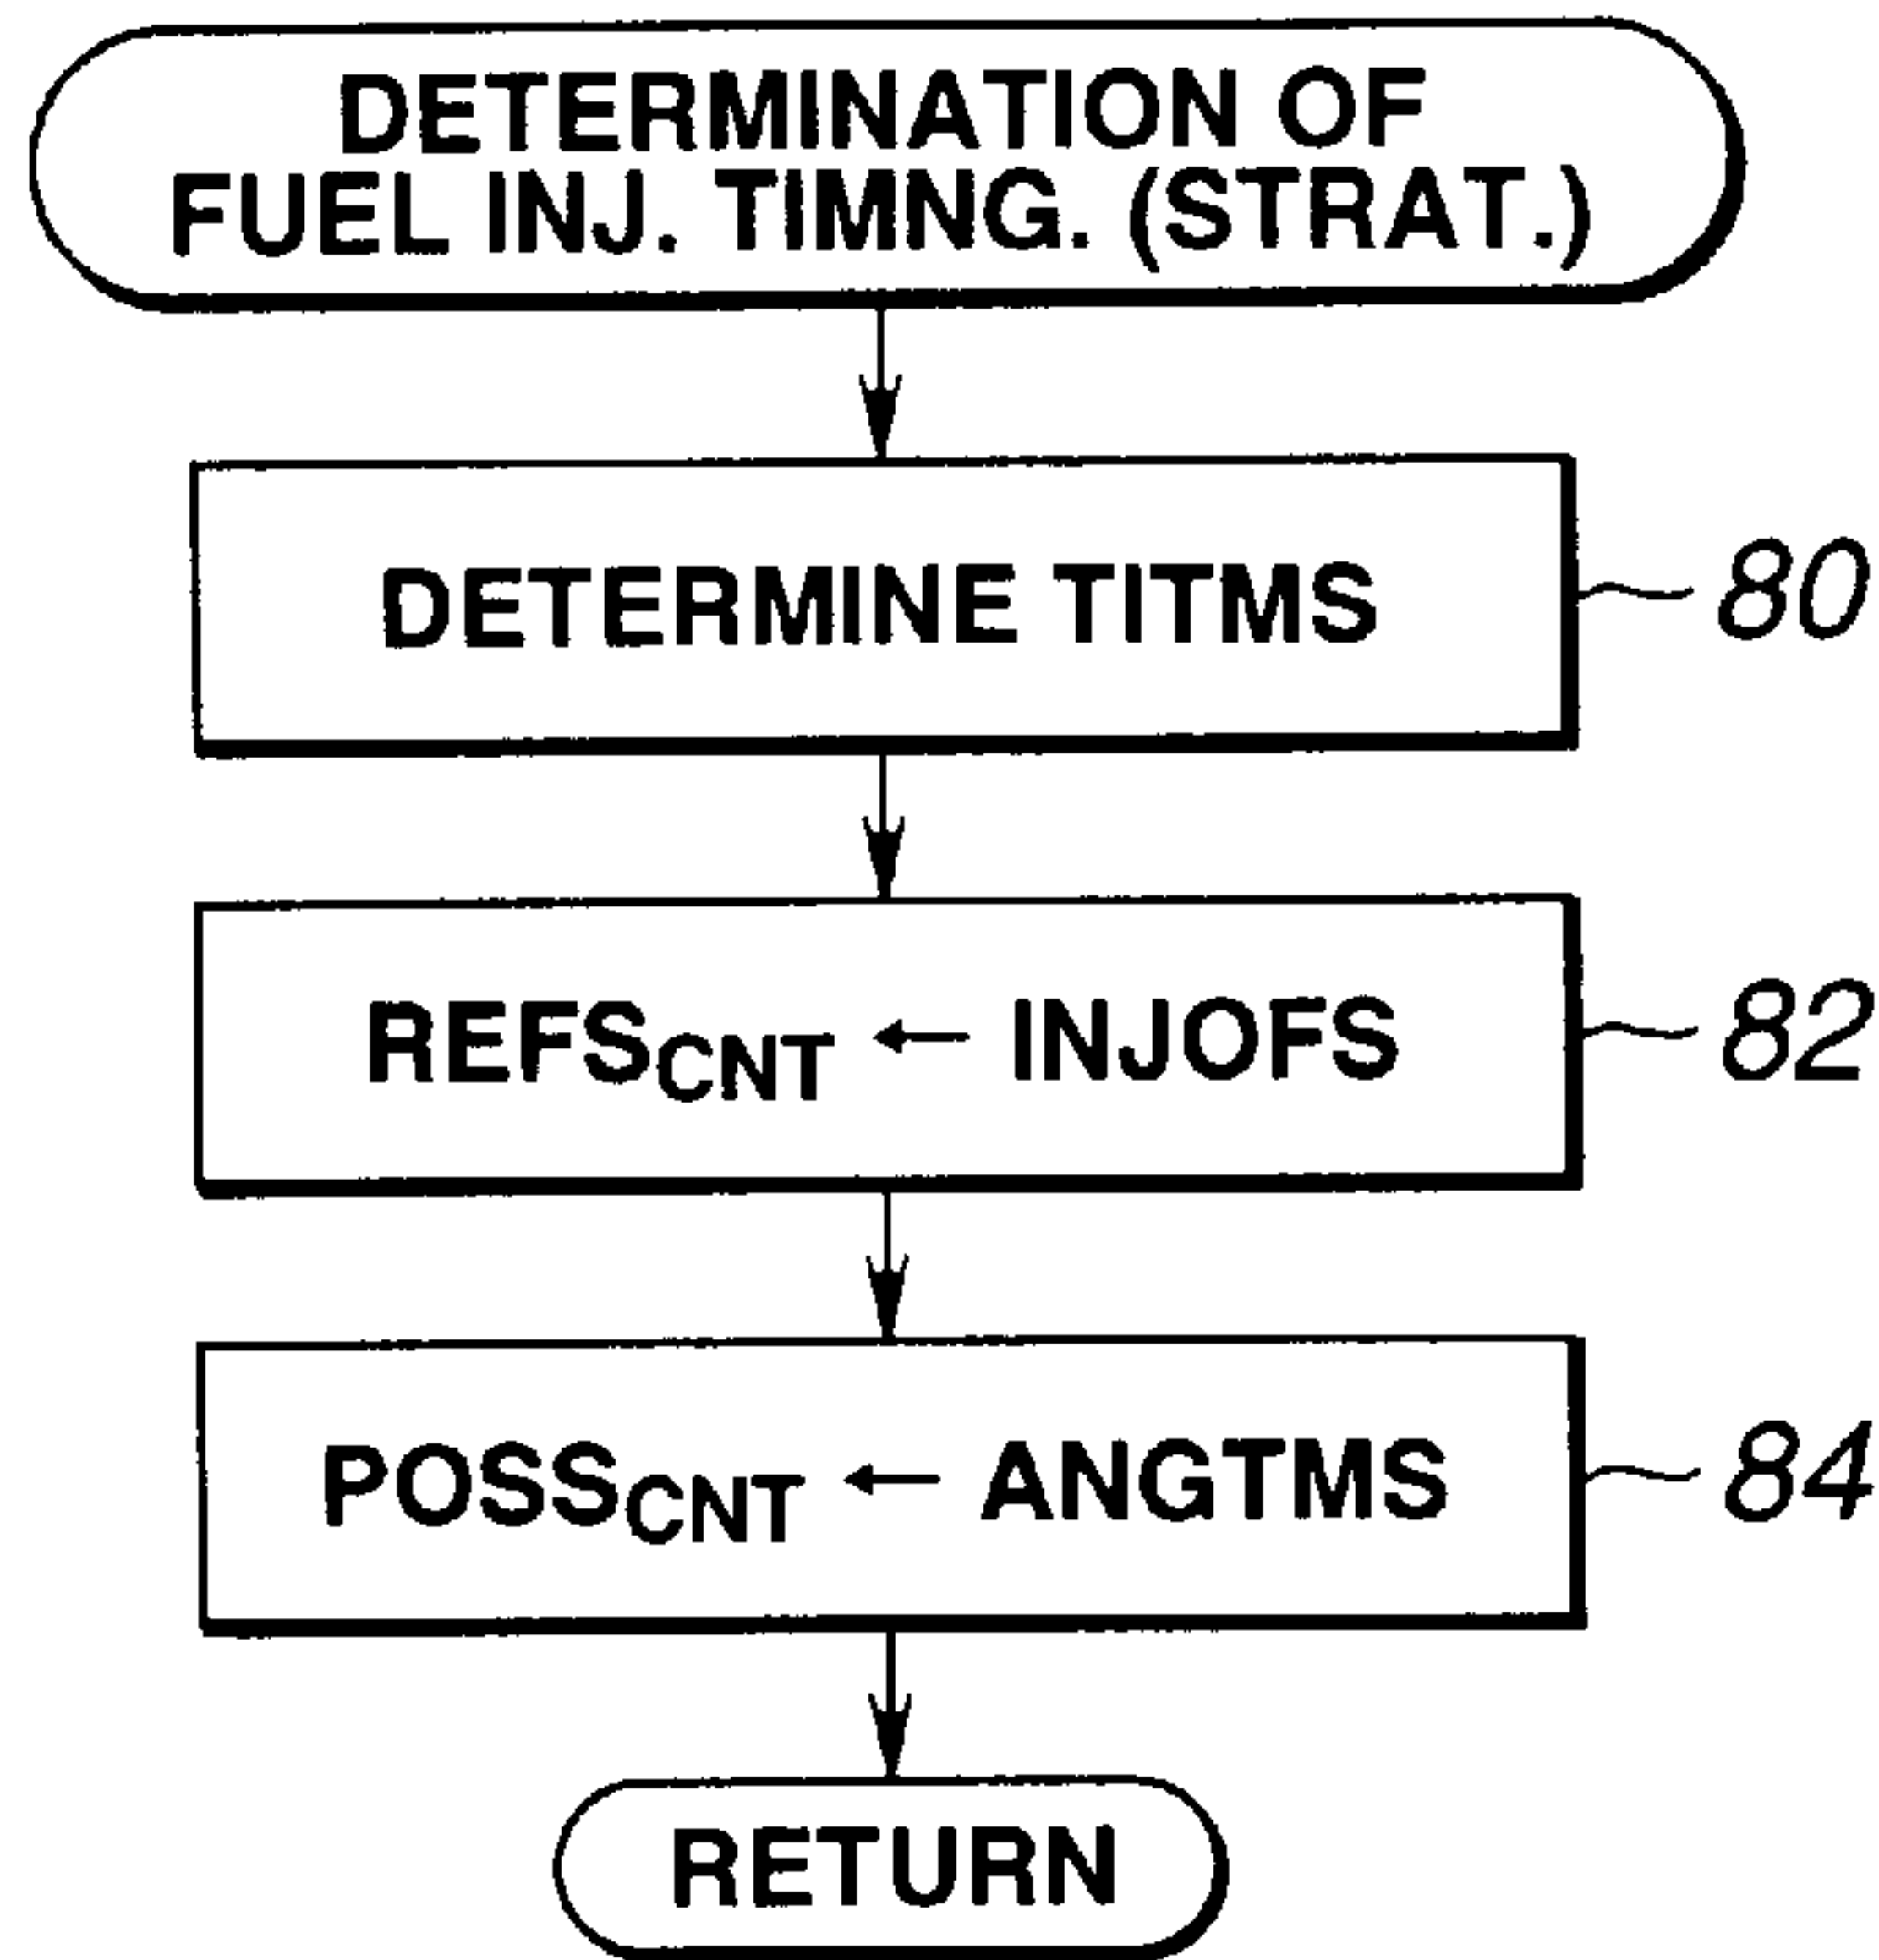 DETERMINATION OF
FUEL INJ. TIMNG. (STRAT.)
DETERMINE TITMS
80
REFSCNT ← INJOFS
82
POSSCNT ← ANGTMS
84
RETURN